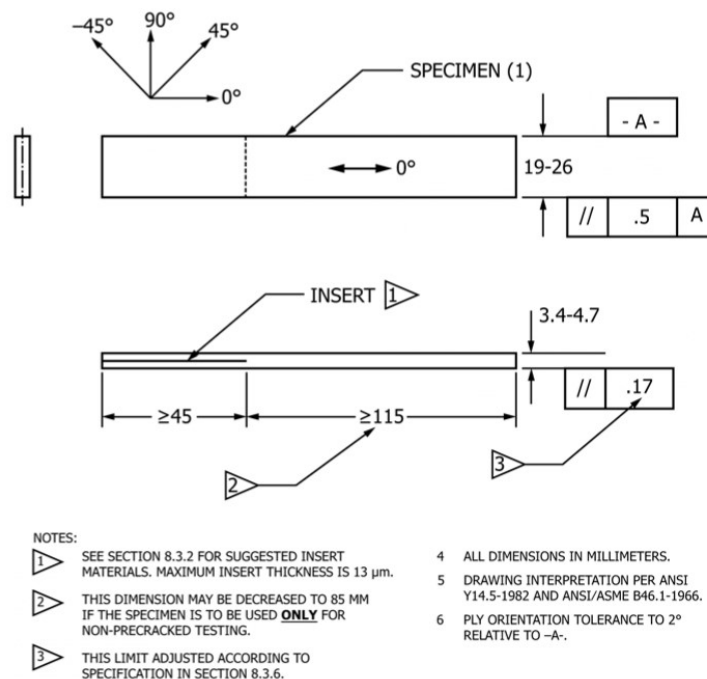 –45°
90°
45°
0°
SPECIMEN (1)
- A -
0°
19-26
// .5 A
INSERT 1
3.4-4.7
// .17
≥45
≥115
2
3
NOTES:
1 SEE SECTION 8.3.2 FOR SUGGESTED INSERT
MATERIALS. MAXIMUM INSERT THICKNESS IS 13 μm.
2 THIS DIMENSION MAY BE DECREASED TO 85 MM
IF THE SPECIMEN IS TO BE USED ONLY FOR
NON-PRECRACKED TESTING.
3 THIS LIMIT ADJUSTED ACCORDING TO
SPECIFICATION IN SECTION 8.3.6.
4 ALL DIMENSIONS IN MILLIMETERS.
5 DRAWING INTERPRETATION PER ANSI
Y14.5-1982 AND ANSI/ASME B46.1-1966.
6 PLY ORIENTATION TOLERANCE TO 2°
RELATIVE TO –A-.